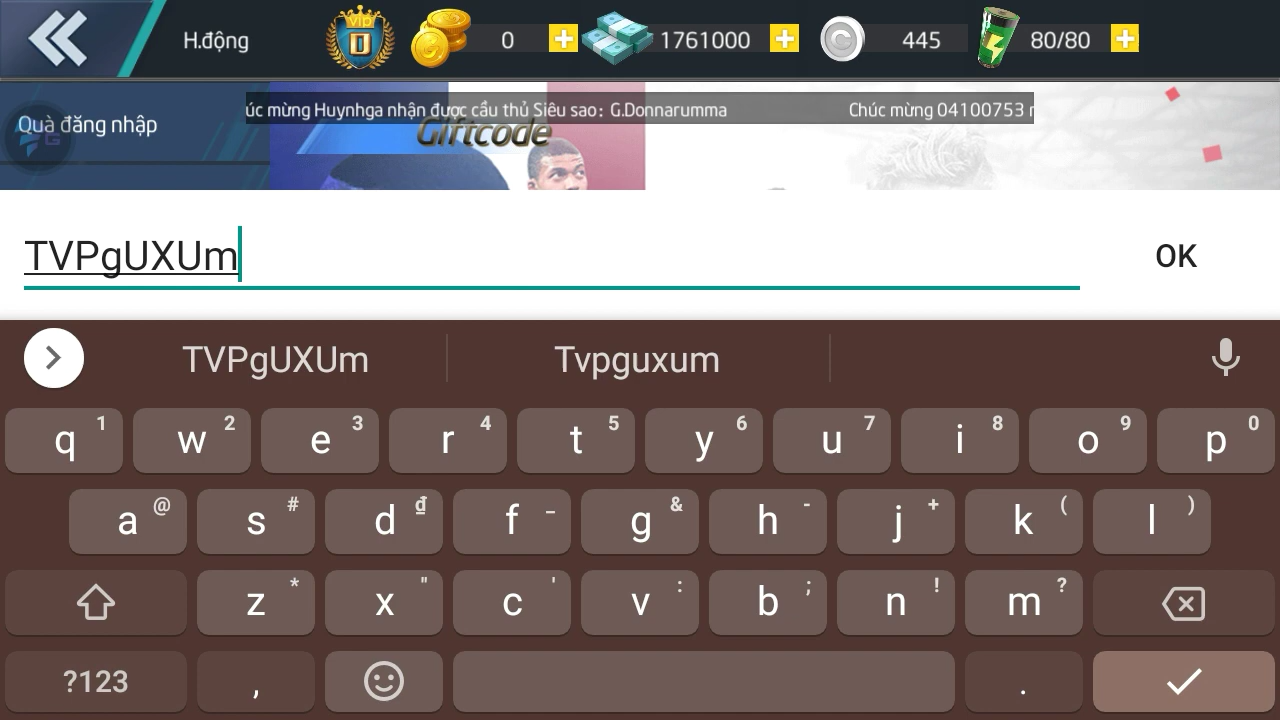 H.động
vip
0
0
1761000
445
80/80
Quà đăng nhập
úc mừng Huynhga nhận được cầu thủ Siêu sao: G.Donnarumma
Chúc mừng 04100753
Giftcode
TVPgUXUm
OK
TVPgUXUm
Tvpguxum
q 1 w 2 e 3 r 4 t 5 y 6 u 7 i 8 o 9 p 0
a @ s # d ₫ f _ g & h - j + k ( l )
z * x " c ' v : b ; n ! m ?
?123 , .